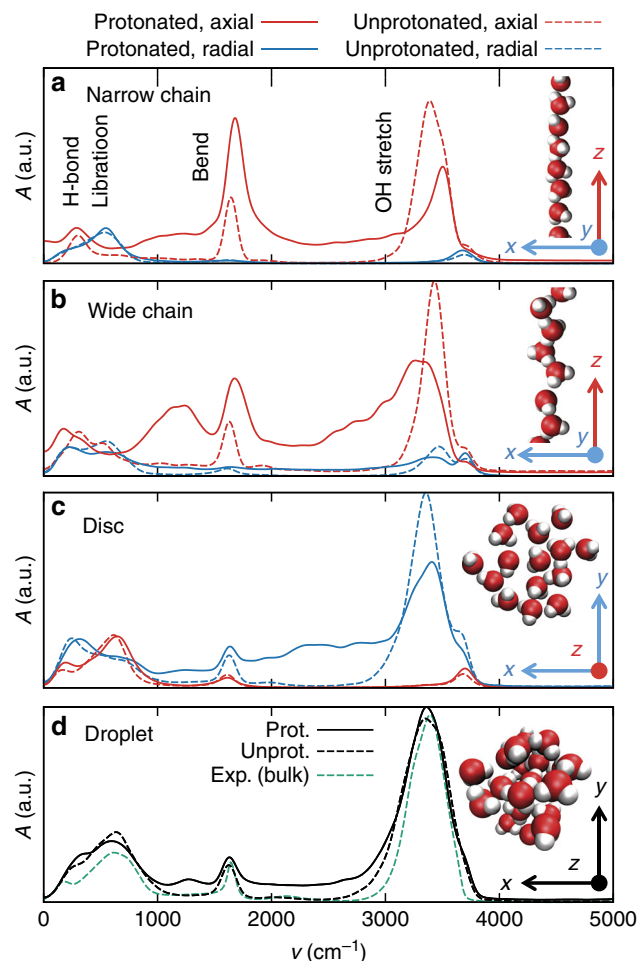 Protonated, axial
Unprotonated, axial
Protonated, radial
Unprotonated, radial
a
Narrow chain
H-bond
Libratioon
Bend
OH stretch
z
y
x
A (a.u.)
b
Wide chain
z
x
y
A (a.u.)
c
Disc
y
z
x
A (a.u.)
d
Droplet
Prot.
Unprot.
Exp. (bulk)
y
z
x
A (a.u.)
0 1000 2000 3000 4000 5000
v (cm⁻¹)